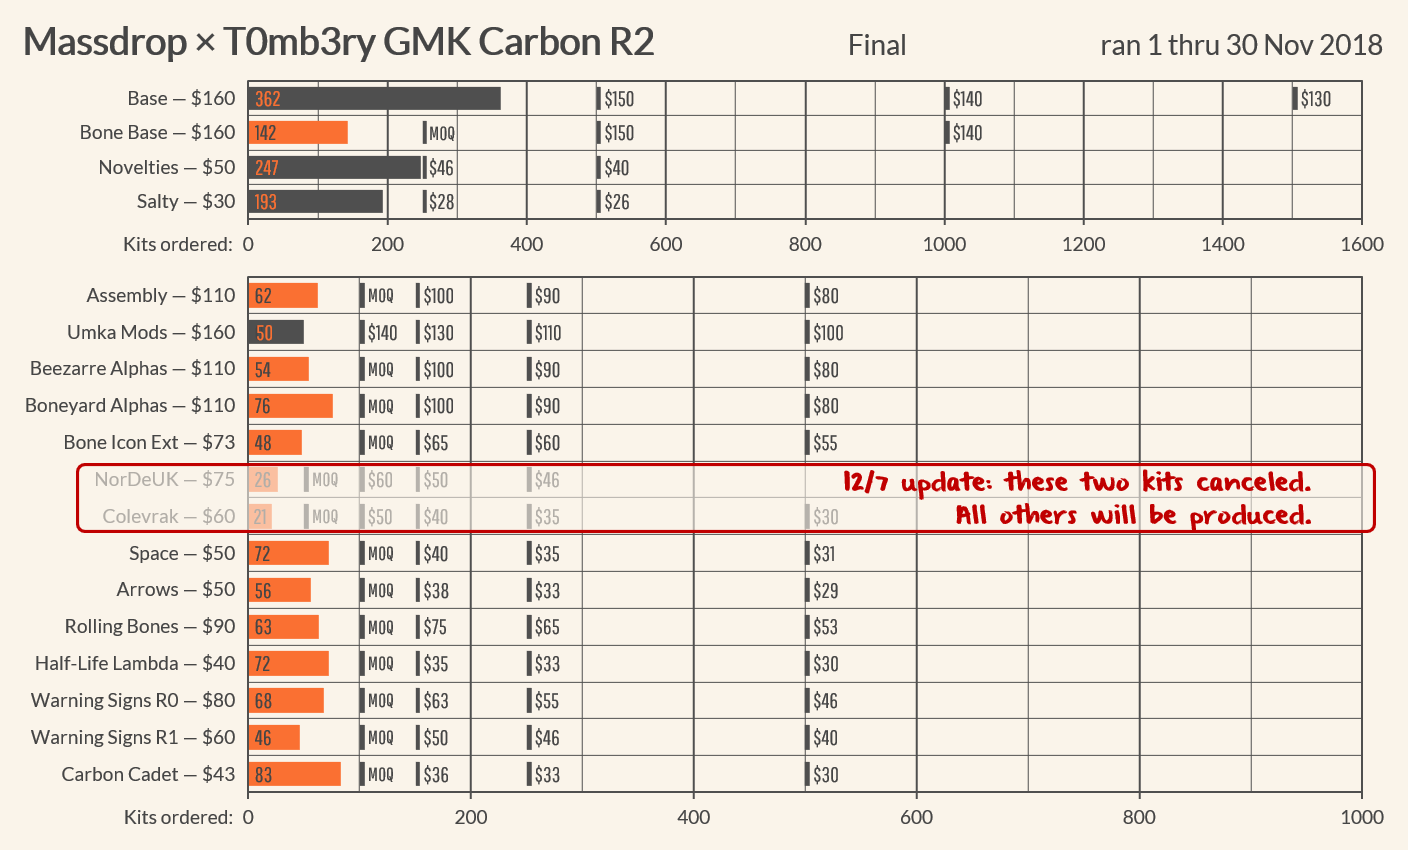 Massdrop × T0mb3ry GMK Carbon R2 Final ran 1 thru 30 Nov 2018
Base — $160 362 $150 $140 $130
Bone Base — $160 142 MOQ $150 $140
Novelties — $50 247 $46 $40
Salty — $30 193 $28 $26
Kits ordered: 0 200 400 600 800 1000 1200 1400 1600
Assembly — $110 62 MOQ $100 $90 $80
Umka Mods — $160 50 $140 $130 $110 $100
Beezarre Alphas — $110 54 MOQ $100 $90 $80
Boneyard Alphas — $110 76 MOQ $100 $90 $80
Bone Icon Ext — $73 48 MOQ $65 $60 $55
NorDeUK — $75 26 MOQ $60 $50 $46 12/7 update: these two kits canceled.
Colevrak — $60 21 MOQ $50 $40 $35 $30 All others will be produced.
Space — $50 72 MOQ $40 $35 $31
Arrows — $50 56 MOQ $38 $33 $29
Rolling Bones — $90 63 MOQ $75 $65 $53
Half-Life Lambda — $40 72 MOQ $35 $33 $30
Warning Signs R0 — $80 68 MOQ $63 $55 $46
Warning Signs R1 — $60 46 MOQ $50 $46 $40
Carbon Cadet — $43 83 MOQ $36 $33 $30
Kits ordered: 0 200 400 600 800 1000